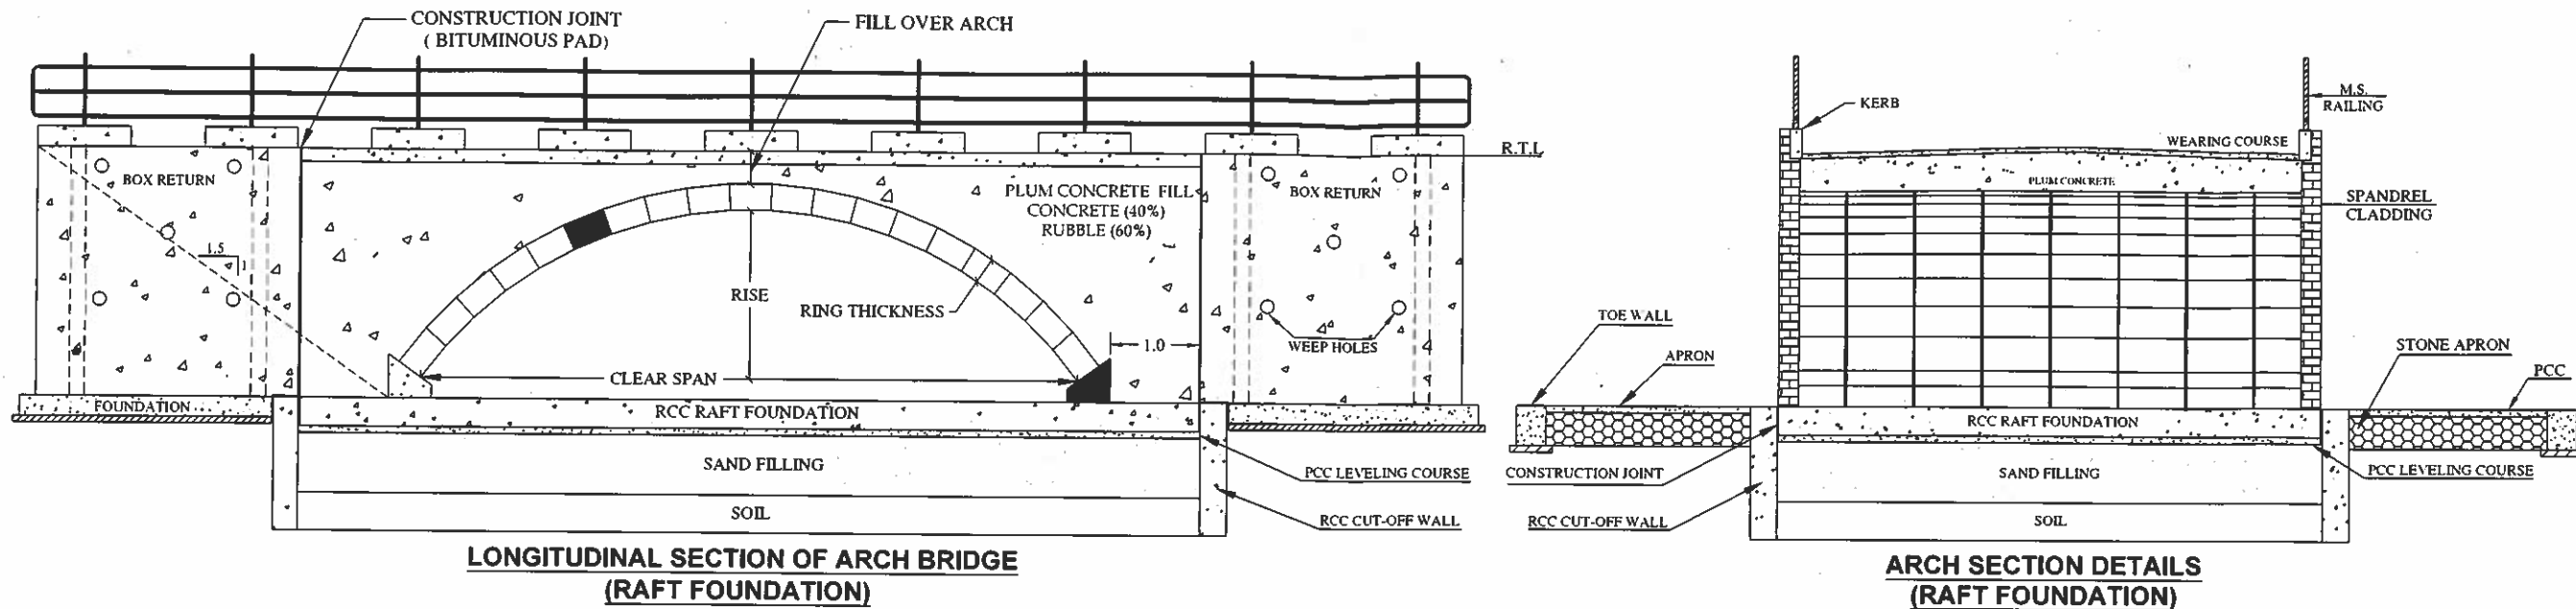 CONSTRUCTION JOINT
( BITUMINOUS PAD)
FILL OVER ARCH
BOX RETURN
1.5
1
PLUM CONCRETE FILL
CONCRETE (40%)
RUBBLE (60%)
BOX RETURN
R.T.L
RISE
RING THICKNESS
WEEP HOLES
1.0
CLEAR SPAN
FOUNDATION
RCC RAFT FOUNDATION
SAND FILLING
PCC LEVELING COURSE
SOIL
RCC CUT-OFF WALL
LONGITUDINAL SECTION OF ARCH BRIDGE
(RAFT FOUNDATION)
KERB
M.S.
RAILING
WEARING COURSE
PLUM CONCRETE
SPANDREL
CLADDING
TOE WALL
APRON
STONE APRON
PCC
RCC RAFT FOUNDATION
CONSTRUCTION JOINT
SAND FILLING
PCC LEVELING COURSE
RCC CUT-OFF WALL
SOIL
ARCH SECTION DETAILS
(RAFT FOUNDATION)